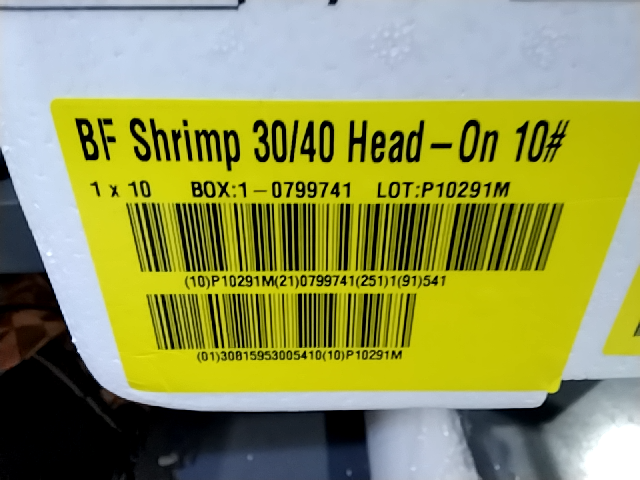 BF Shrimp 30/40 Head-On 10#
1 x 10 BOX:1-0799741 LOT:P10291M
(10)P10291M(21)0799741(251)1(91)541
(01)30815953005410(10)P10291M